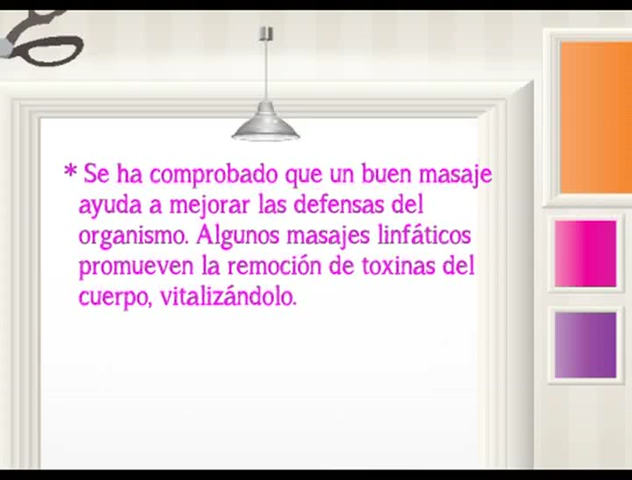 * Se ha comprobado que un buen masaje
ayuda a mejorar las defensas del
organismo. Algunos masajes linfáticos
promueven la remoción de toxinas del
cuerpo, vitalizándolo.